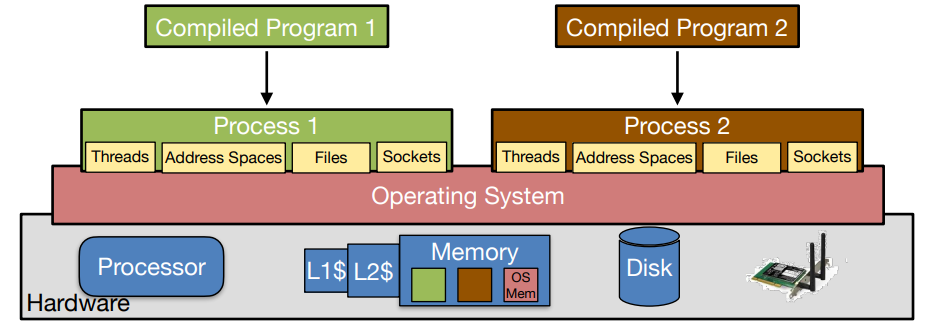 Compiled Program 1
Compiled Program 2
Process 1
Threads
Address Spaces
Files
Sockets
Process 2
Threads
Address Spaces
Files
Sockets
Operating System
Processor
L1$
L2$
Memory
OS
Mem
Disk
Hardware